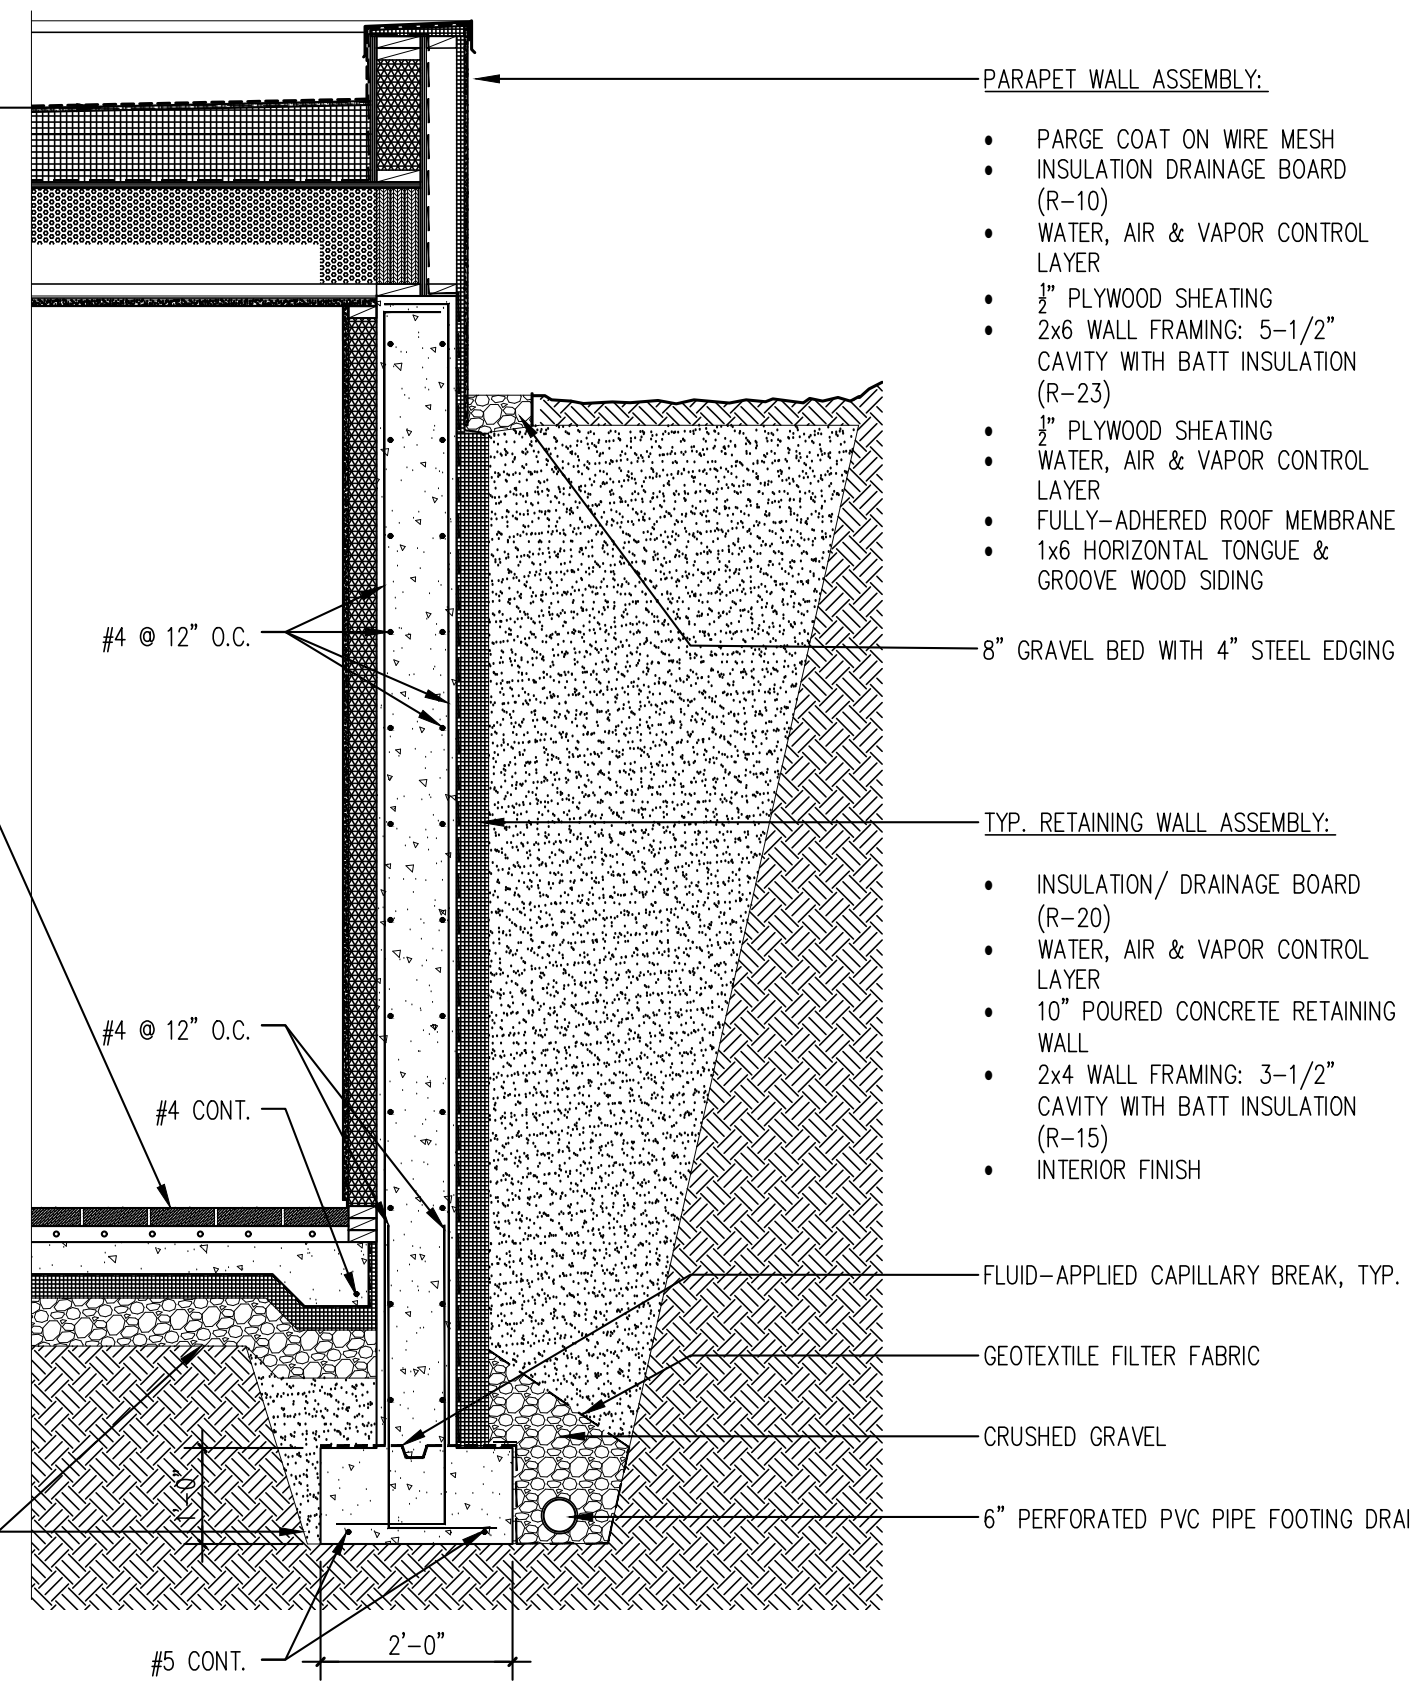 PARAPET WALL ASSEMBLY:
• PARGE COAT ON WIRE MESH
• INSULATION DRAINAGE BOARD
(R-10)
• WATER, AIR & VAPOR CONTROL
LAYER
• ½" PLYWOOD SHEATING
• 2x6 WALL FRAMING: 5-1/2"
CAVITY WITH BATT INSULATION
(R-23)
• ½" PLYWOOD SHEATING
• WATER, AIR & VAPOR CONTROL
LAYER
• FULLY-ADHERED ROOF MEMBRANE
• 1x6 HORIZONTAL TONGUE &
GROOVE WOOD SIDING
#4 @ 12" O.C.
8" GRAVEL BED WITH 4" STEEL EDGING
TYP. RETAINING WALL ASSEMBLY:
• INSULATION/ DRAINAGE BOARD
(R-20)
• WATER, AIR & VAPOR CONTROL
LAYER
• 10" POURED CONCRETE RETAINING
WALL
• 2x4 WALL FRAMING: 3-1/2"
CAVITY WITH BATT INSULATION
(R-15)
• INTERIOR FINISH
#4 @ 12" O.C.
#4 CONT.
FLUID-APPLIED CAPILLARY BREAK, TYP.
GEOTEXTILE FILTER FABRIC
CRUSHED GRAVEL
1'-0"
6" PERFORATED PVC PIPE FOOTING DRAI
2'-0"
#5 CONT.